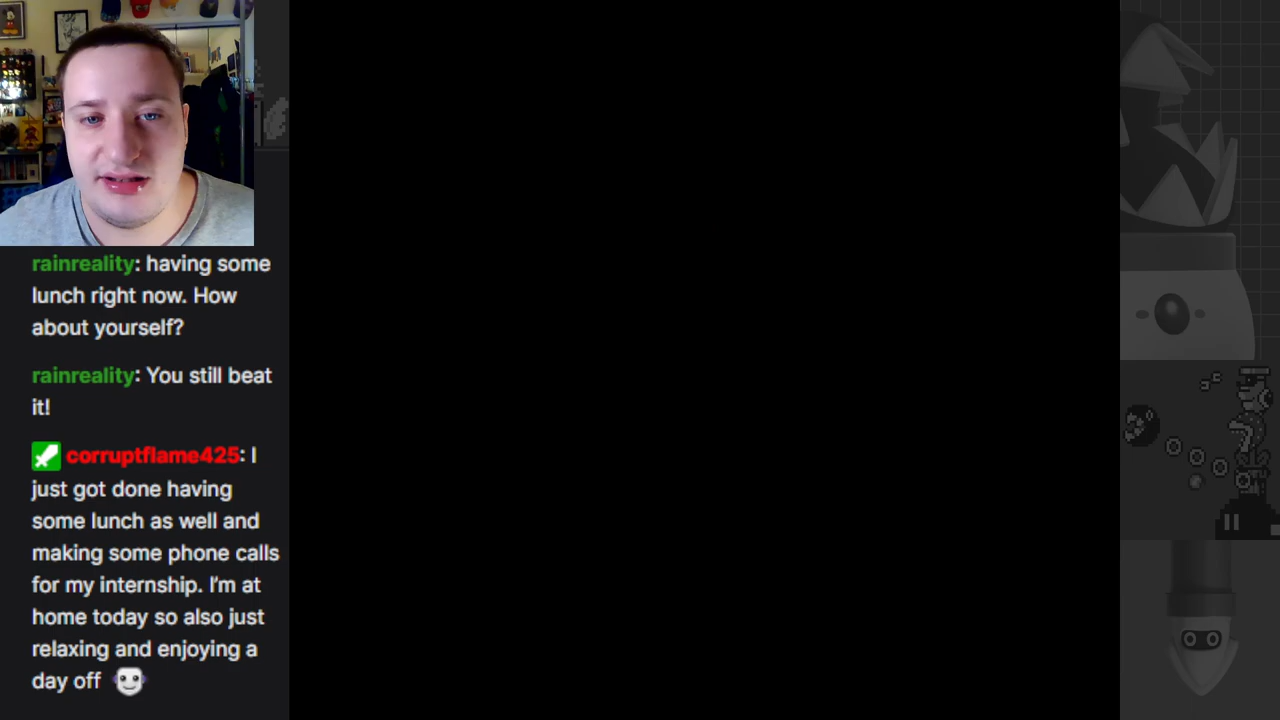 rainreality: having some
lunch right now. How
about yourself?
rainreality: You still beat
it!
corruptflame425: I
just got done having
some lunch as well and
making some phone calls
for my internship. I'm at
home today so also just
relaxing and enjoying a
day off